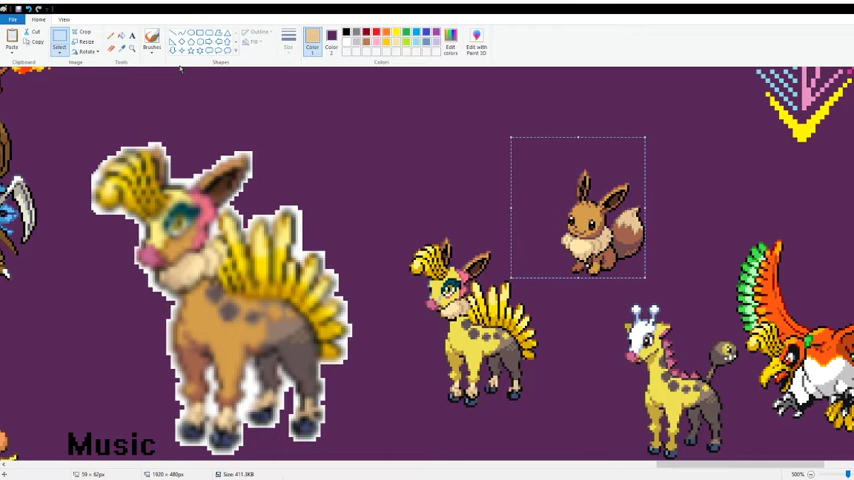 File Home View
Paste Cut Copy
Clipboard
Select Crop Resize Rotate
Image
Tools
Brushes
Outline
Fill
Shapes
Size
Color 1
Color 2
Edit colors
Edit with Paint 3D
Colors
Music
59 × 62px
1920 × 480px
Size: 411.3KB
500%